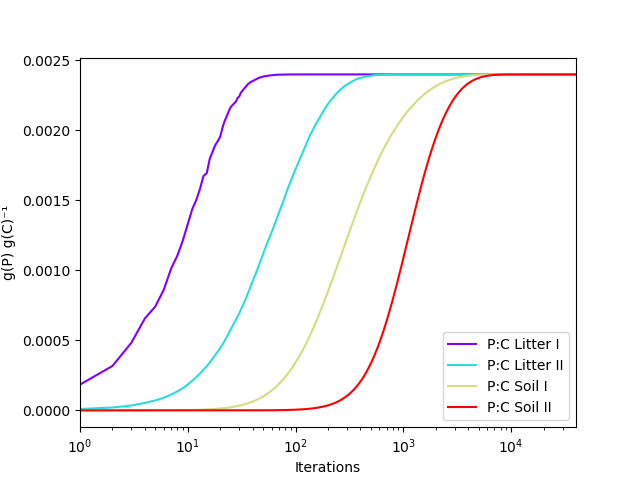 0.0025
0.0020
0.0015
0.0010
0.0005
0.0000
g(P) g(C)⁻¹
10⁰
10¹
10²
10³
10⁴
Iterations
P:C Litter I
P:C Litter II
P:C Soil I
P:C Soil II